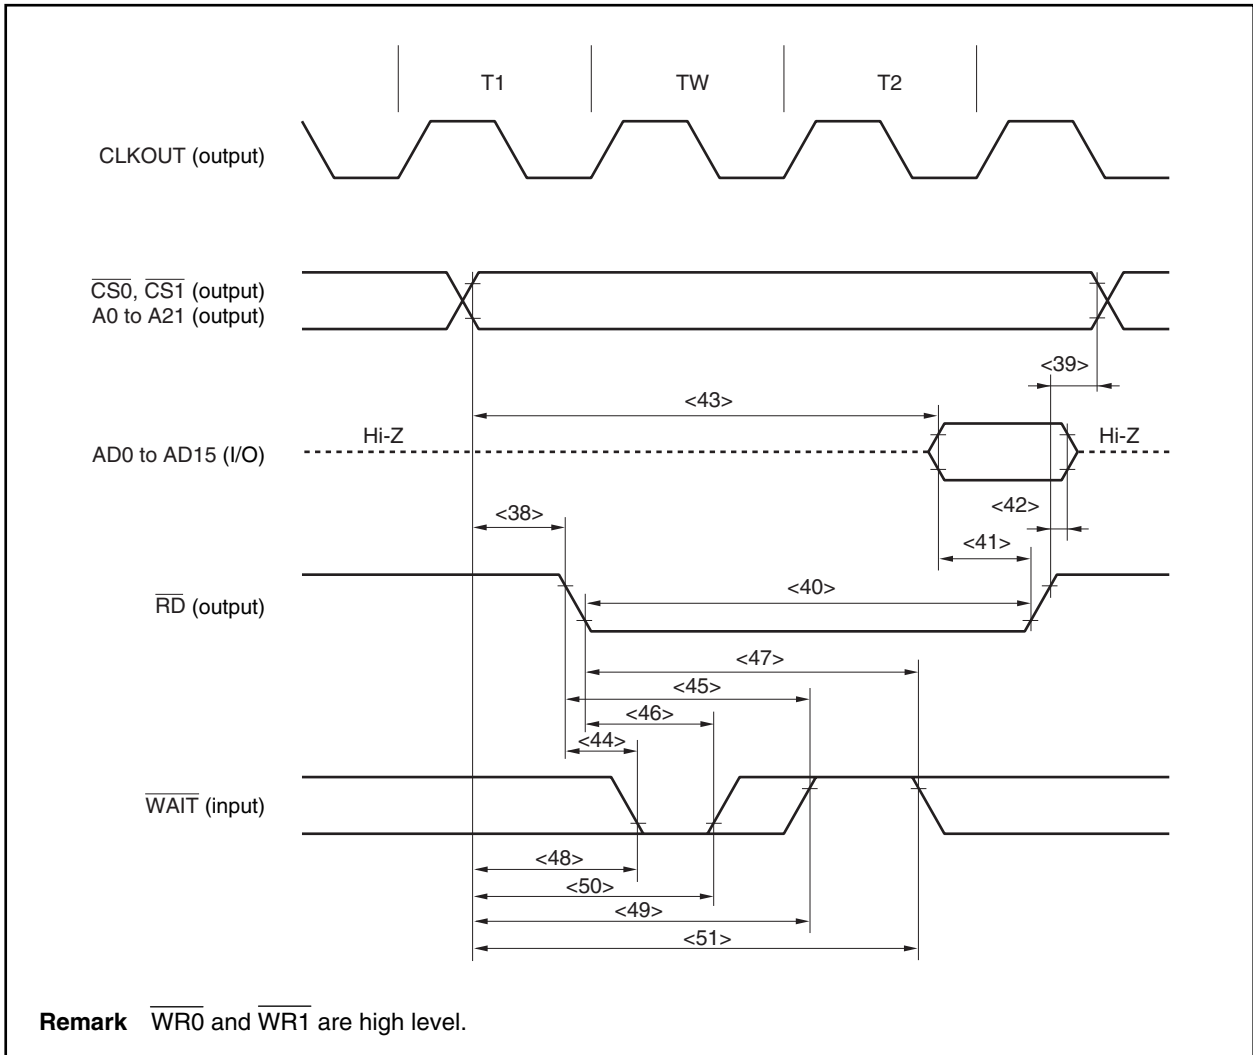 T1 TW T2
CLKOUT (output)
CS0, CS1 (output)
A0 to A21 (output)
<39>
<43>
Hi-Z Hi-Z
AD0 to AD15 (I/O)
<42>
<38>
<41>
<40>
RD (output)
<47>
<45>
<46>
<44>
WAIT (input)
<48>
<50>
<49>
<51>
Remark WR0 and WR1 are high level.